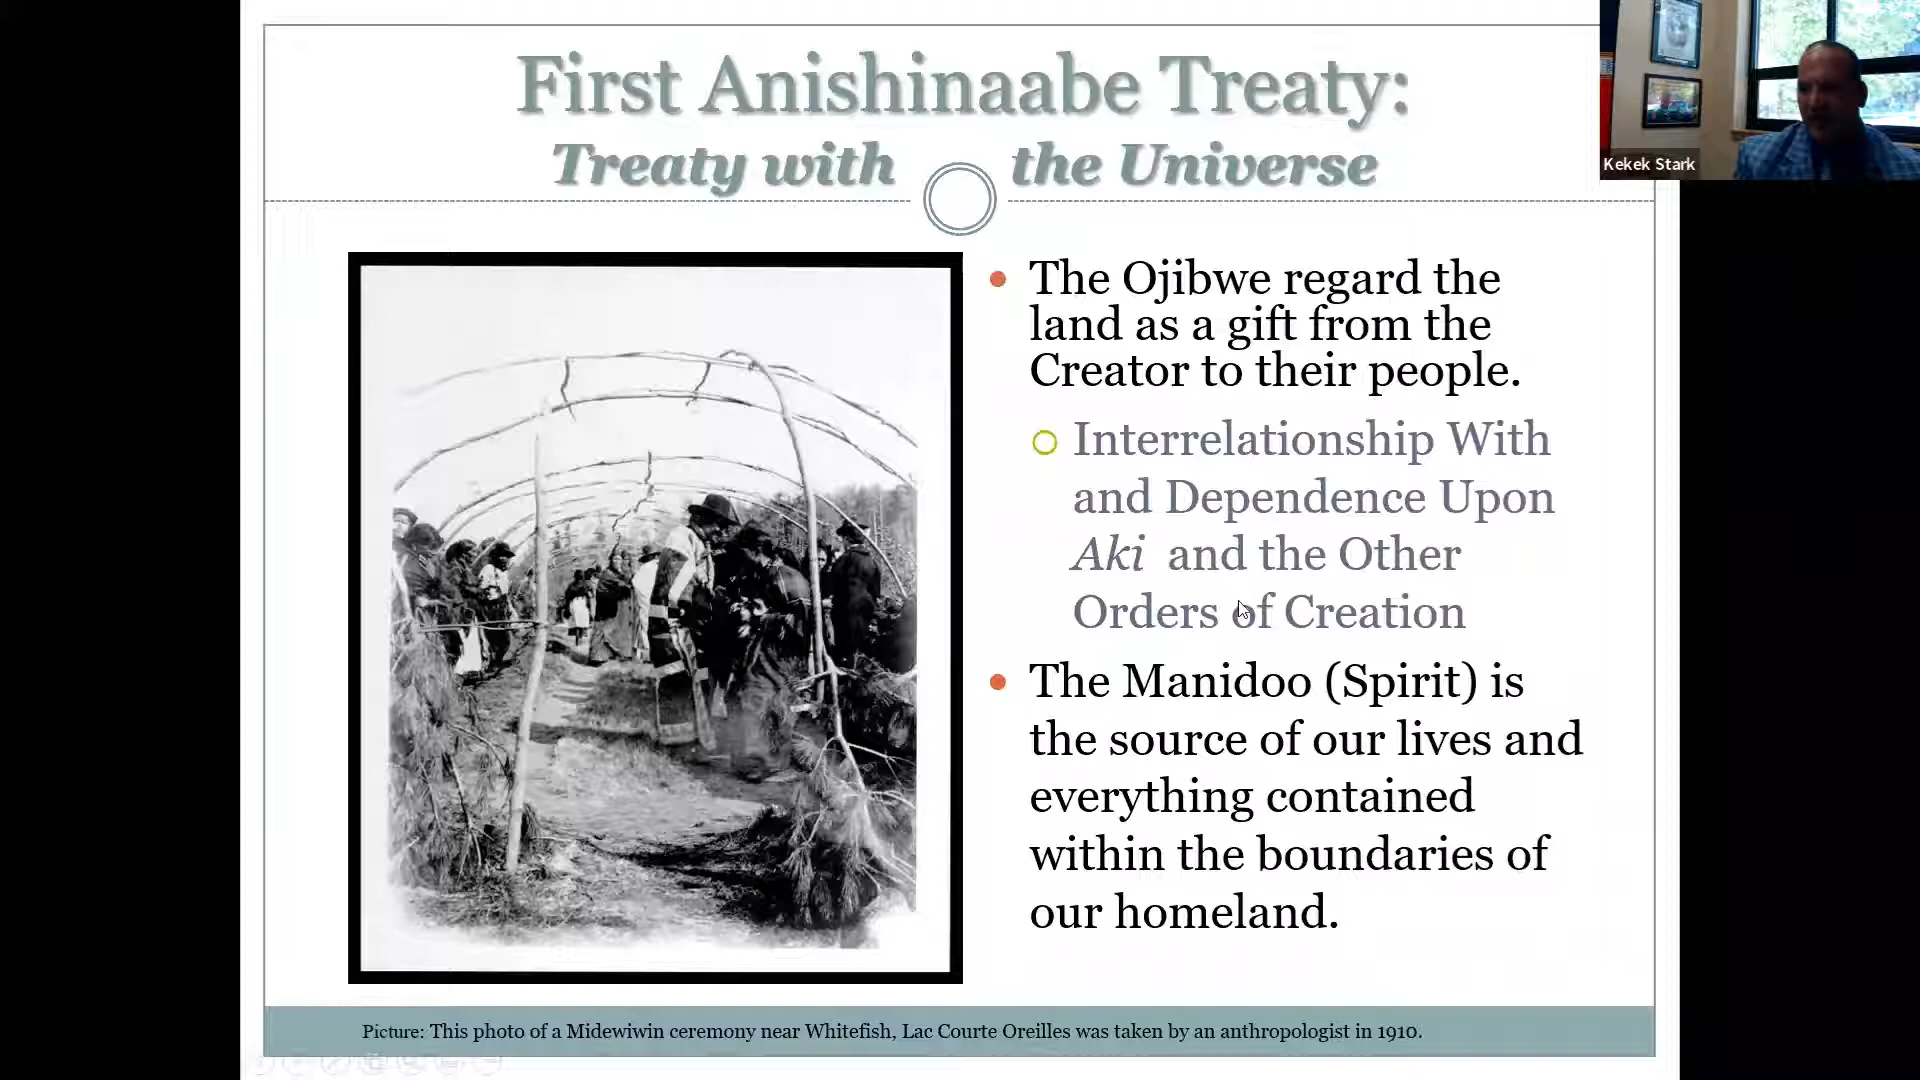 First Anishinaabe Treaty:
Treaty with the Universe
Kekek Stark
The Ojibwe regard the
land as a gift from the
Creator to their people.
Interrelationship With
and Dependence Upon
Aki and the Other
Orders of Creation
The Manidoo (Spirit) is
the source of our lives and
everything contained
within the boundaries of
our homeland.
Picture: This photo of a Midewiwin ceremony near Whitefish, Lac Courte Oreilles was taken by an anthropologist in 1910.